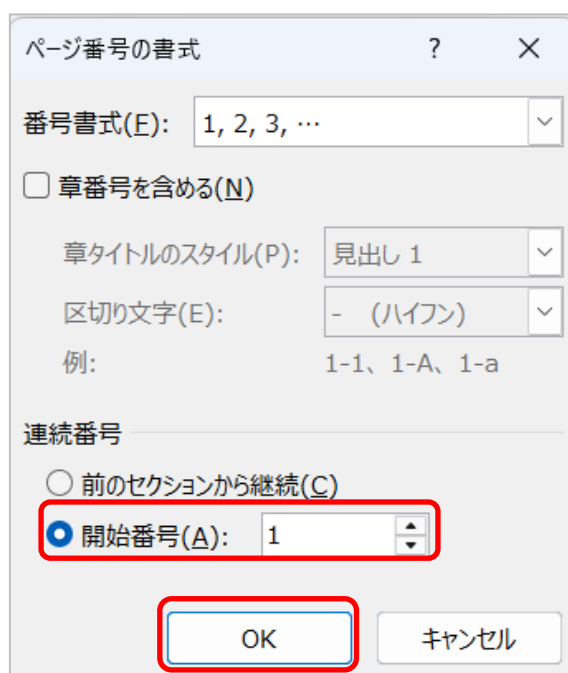 ページ番号の書式 ?
番号書式(F): 1, 2, 3, …
章番号を含める(N)
章タイトルのスタイル(P): 見出し 1
区切り文字(E): - (ハイフン)
例: 1-1、1-A、1-a
連続番号
前のセクションから継続(C)
開始番号(A): 1
OK キャンセル